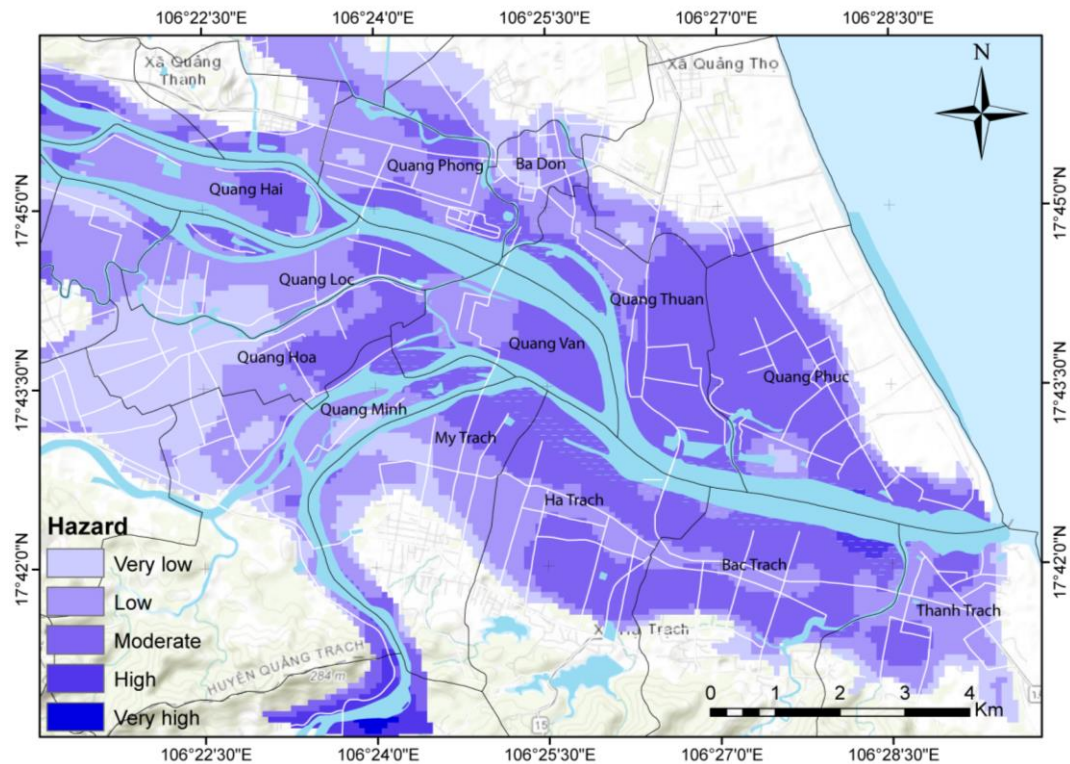 106°22'30"E 106°24'0"E 106°25'30"E 106°27'0"E 106°28'30"E
Xã Quảng
Thanh
Xã Quảng Thọ
N
Quang Phong
Ba Don
Quang Hai
17°45'0"N
17°45'0"N
Quang Loc
Quang Thuan
Quang Van
Quang Hoa
Quang Phuc
17°43'30"N
17°43'30"N
Quang Minh
My Trach
Ha Trach
Hazard
Very low
Low
Moderate
High
Very high
17°42'0"N
17°42'0"N
Bac Trach
Thanh Trach
Trach
HUYỆN QUẢNG TRẠCH
284 m
15
0 1 2 3 4
Km
106°22'30"E 106°24'0"E 106°25'30"E 106°27'0"E 106°28'30"E